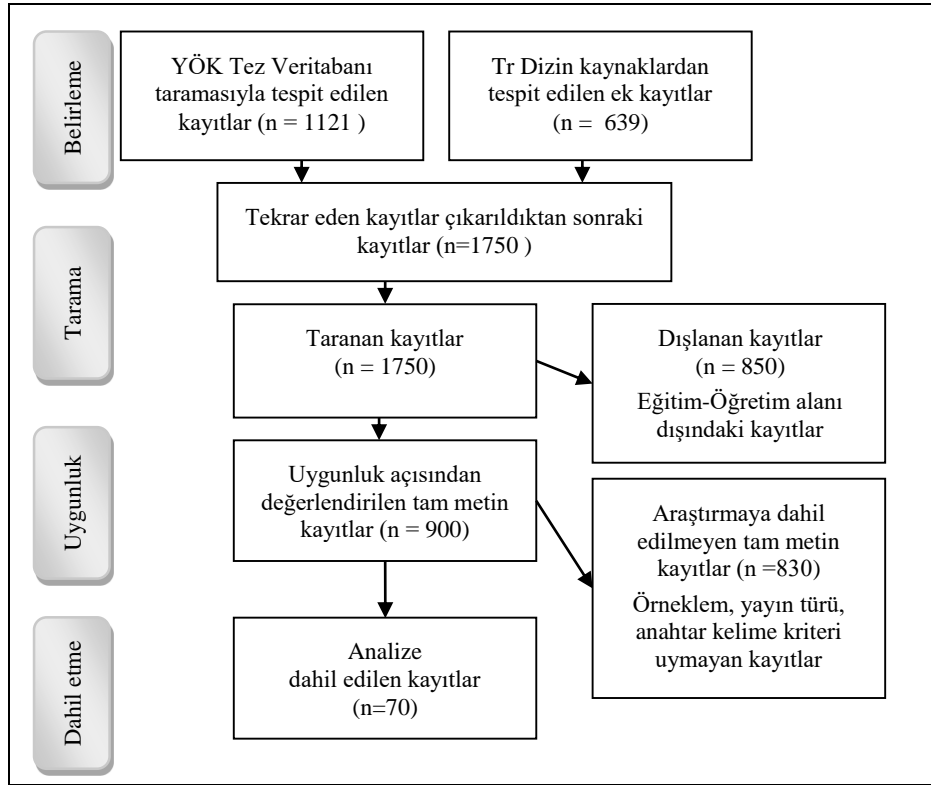 Belirleme
YÖK Tez Veritabanı
taramasıyla tespit edilen
kayıtlar (n = 1121 )
Tr Dizin kaynaklardan
tespit edilen ek kayıtlar
(n =  639)
Tekrar eden kayıtlar çıkarıldıktan sonraki
kayıtlar (n=1750 )
Tarama
Taranan kayıtlar
(n = 1750)
Dışlanan kayıtlar
(n = 850)
Eğitim-Öğretim alanı
dışındaki kayıtlar
Uygunluk
Uygunluk açısından
değerlendirilen tam metin
kayıtlar (n = 900)
Araştırmaya dahil
edilmeyen tam metin
kayıtlar (n =830)
Örneklem, yayın türü,
anahtar kelime kriteri
uymayan kayıtlar
Dahil etme
Analize
dahil edilen kayıtlar
(n=70)